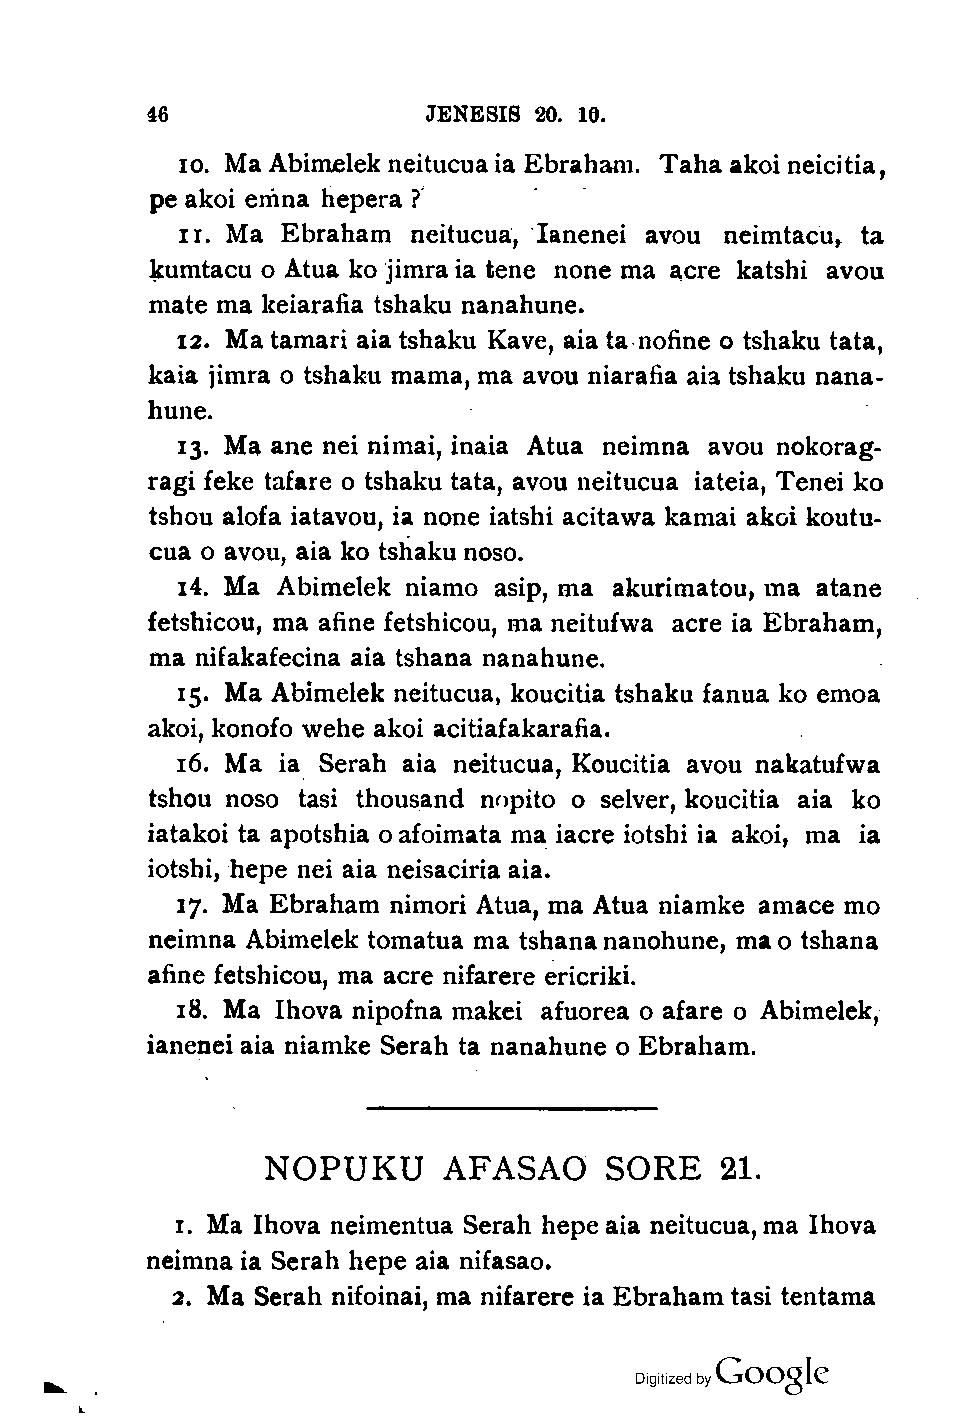 46 JENESIS 20. 10.
10. Ma Abimelek neitucua ia Ebraham. Taha akoi neicitia,
pe akoi emna hepera ?
11. Ma Ebraham neitucua, Ianenei avou neimtacu, ta
kumtacu o Atua ko jimra ia tene none ma acre katshi avou
mate ma keiarafia tshaku nanahune.
12. Ma tamari aia tshaku Kave, aia ta nofine o tshaku tata,
kaia jimra o tshaku mama, ma avou niarafia aia tshaku nana-
hune.
13. Ma ane nei nimai, inaia Atua neimna avou nokorag-
ragi feke tafare o tshaku tata, avou neitucua iateia, Tenei ko
tshou alofa iatavou, ia none iatshi acitawa kamai akoi koutu-
cua o avou, aia ko tshaku noso.
14. Ma Abimelek niamo asip, ma akurimatou, ma atane
fetshicou, ma afine fetshicou, ma neitufwa acre ia Ebraham,
ma nifakafecina aia tshana nanahune.
15. Ma Abimelek neitucua, koucitia tshaku fanua ko emoa
akoi, konofo wehe akoi acitiafakarafia.
16. Ma ia Serah aia neitucua, Koucitia avou nakatufwa
tshou noso tasi thousand nopito o selver, koucitia aia ko
iatakoi ta apotshia o afoimata ma iacre iotshi ia akoi, ma ia
iotshi, hepe nei aia neisaciria aia.
17. Ma Ebraham nimori Atua, ma Atua niamke amace mo
neimna Abimelek tomatua ma tshana nanohune, ma o tshana
afine fetshicou, ma acre nifarere ericriki.
18. Ma Ihova nipofna makei afuorea o afare o Abimelek,
ianenei aia niamke Serah ta nanahune o Ebraham.
NOPUKU AFASAO SORE 21.
1. Ma Ihova neimentua Serah hepe aia neitucua, ma Ihova
neimna ia Serah hepe aia nifasao.
2. Ma Serah nifoinai, ma nifarere ia Ebraham tasi tentama
Digitized by Google